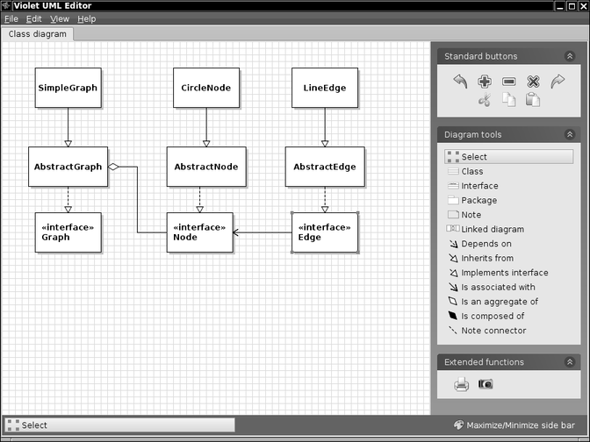 Violet UML Editor
File Edit View Help
Class diagram
SimpleGraph
CircleNode
LineEdge
AbstractGraph
AbstractNode
AbstractEdge
«interface»
Graph
«interface»
Node
«interface»
Edge
Standard buttons
Diagram tools
Select
Class
Interface
Package
Note
Linked diagram
Depends on
Inherits from
Implements interface
Is associated with
Is an aggregate of
Is composed of
Note connector
Extended functions
Select
Maximize/Minimize side bar